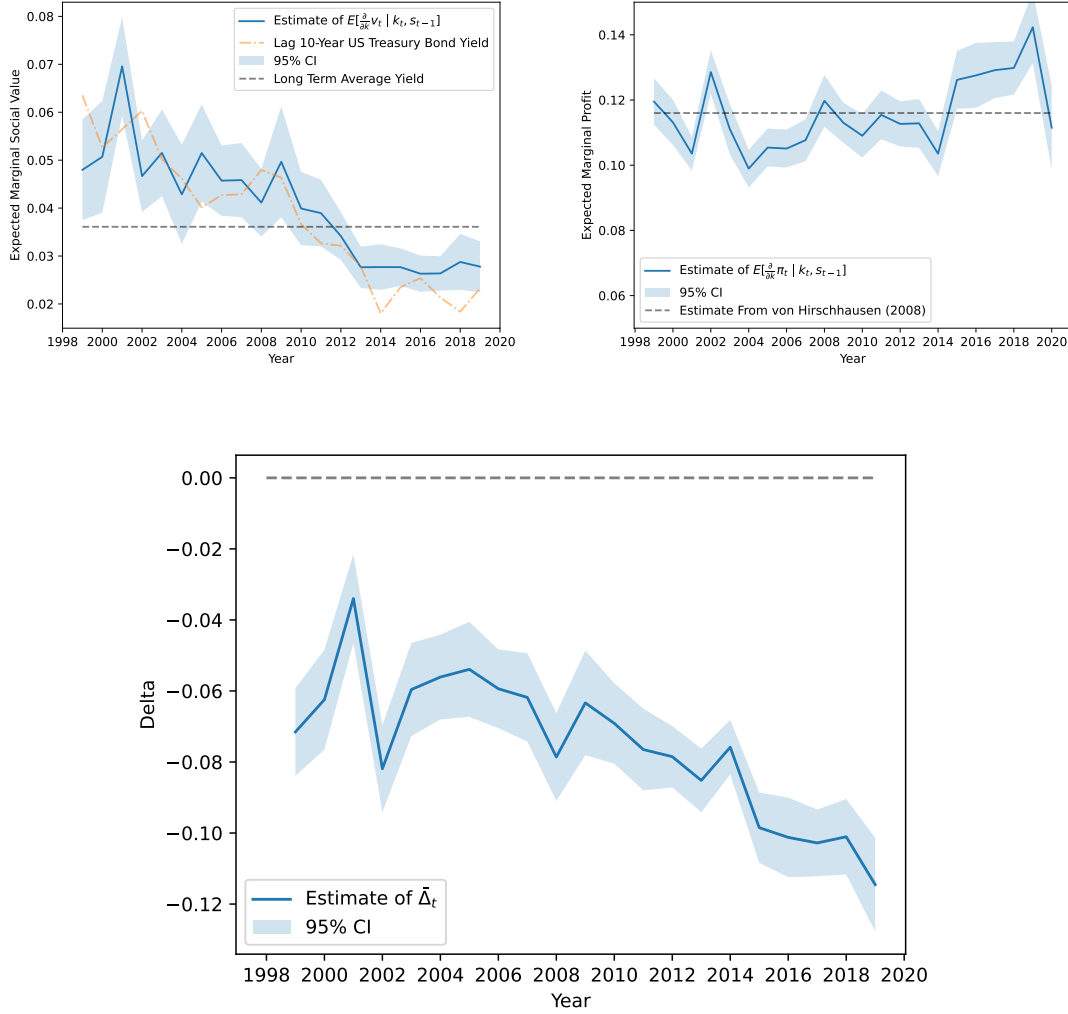 0.08
0.07
0.06
0.05
0.04
0.03
0.02
Expected Marginal Social Value
Estimate of E[∂/∂k v_t | k_t, s_{t−1}]
Lag 10-Year US Treasury Bond Yield
95% CI
Long Term Average Yield
1998 2000 2002 2004 2006 2008 2010 2012 2014 2016 2018 2020
Year
0.14
0.12
0.10
0.08
0.06
Expected Marginal Profit
Estimate of E[∂/∂k π_t | k_t, s_{t−1}]
95% CI
Estimate From von Hirschhausen (2008)
1998 2000 2002 2004 2006 2008 2010 2012 2014 2016 2018 2020
Year
0.00
−0.02
−0.04
−0.06
−0.08
−0.10
−0.12
Delta
Estimate of Δ̄_t
95% CI
1998 2000 2002 2004 2006 2008 2010 2012 2014 2016 2018 2020
Year